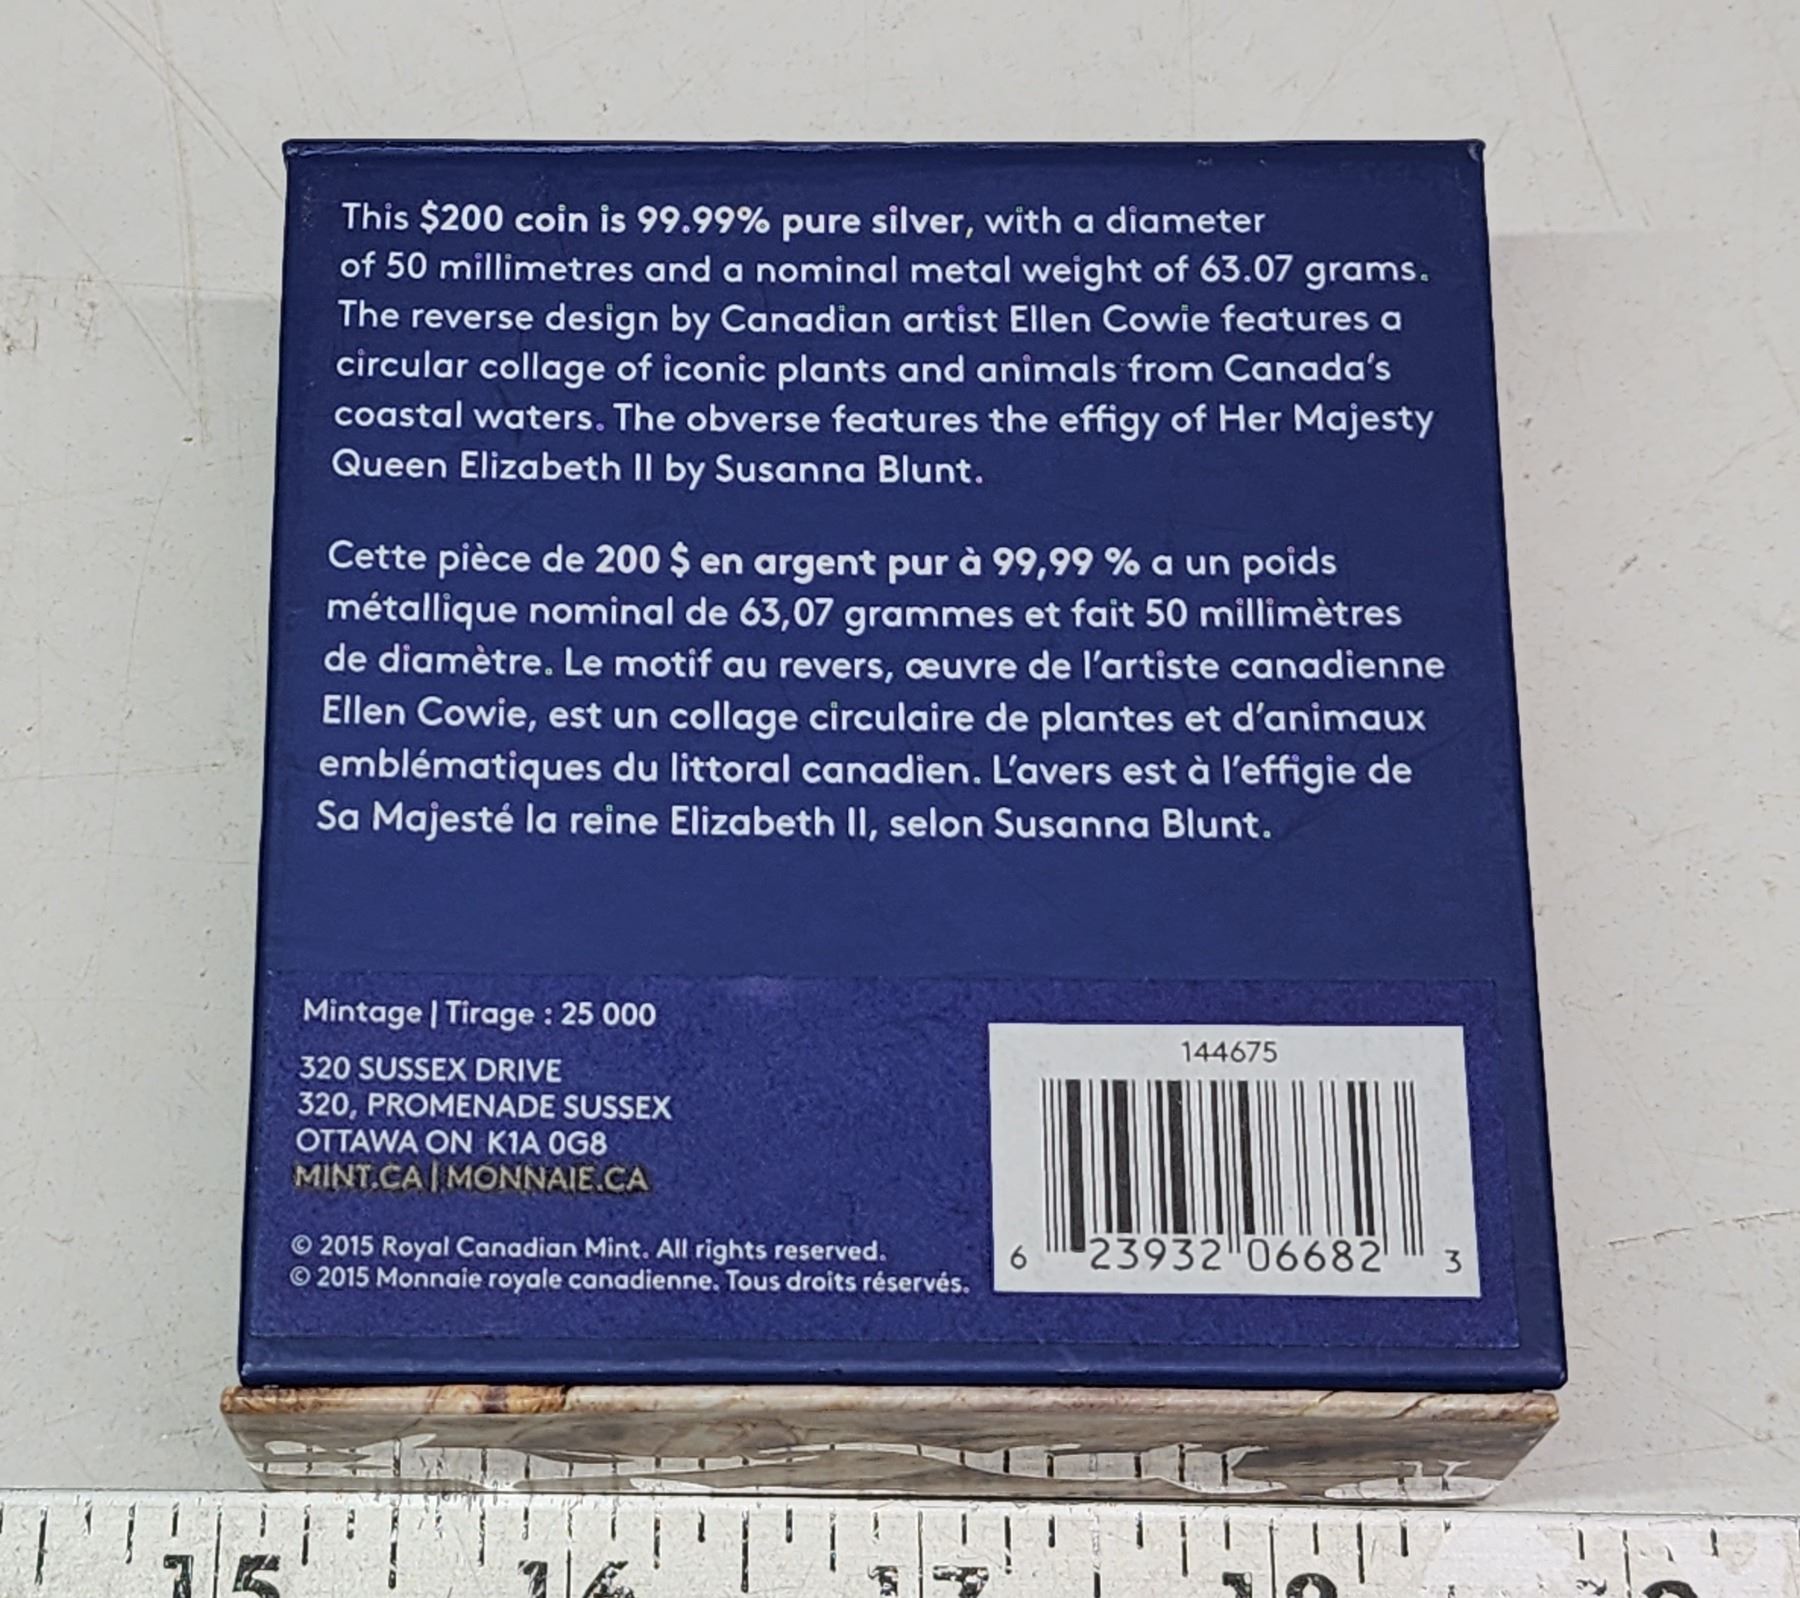 This $200 coin is 99.99% pure silver, with a diameter
of 50 millimetres and a nominal metal weight of 63.07 grams.
The reverse design by Canadian artist Ellen Cowie features a
circular collage of iconic plants and animals from Canada's
coastal waters. The obverse features the effigy of Her Majesty
Queen Elizabeth II by Susanna Blunt.
Cette pièce de 200 $ en argent pur à 99,99 % a un poids
métallique nominal de 63,07 grammes et fait 50 millimètres
de diamètre. Le motif au revers, œuvre de l'artiste canadienne
Ellen Cowie, est un collage circulaire de plantes et d'animaux
emblématiques du littoral canadien. L'avers est à l'effigie de
Sa Majesté la reine Elizabeth II, selon Susanna Blunt.
Mintage | Tirage : 25 000
320 SUSSEX DRIVE
320, PROMENADE SUSSEX
OTTAWA ON K1A 0G8
MINT.CA | MONNAIE.CA
© 2015 Royal Canadian Mint. All rights reserved.
© 2015 Monnaie royale canadienne. Tous droits réservés.
144675
6 23932 06682 3
15 16 17 18